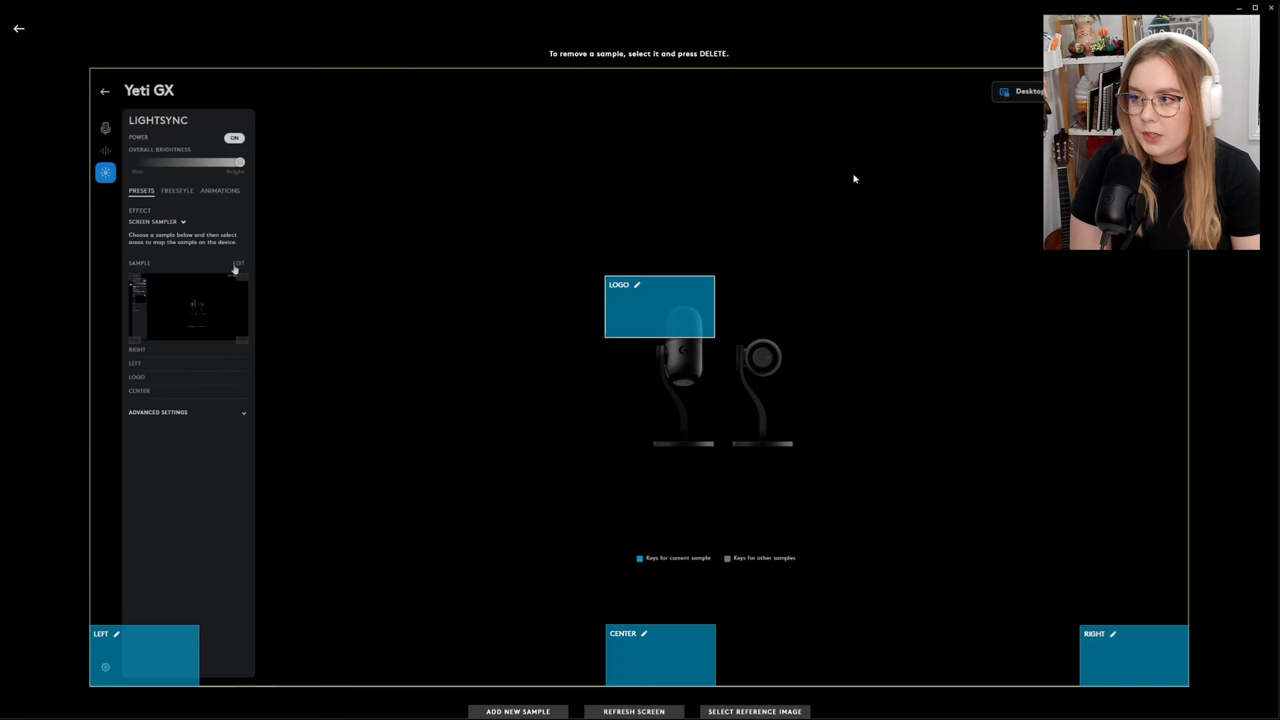 To remove a sample, select it and press DELETE.
Yeti GX
Desktop
LIGHTSYNC
POWER
ON
OVERALL BRIGHTNESS
Dim
Bright
PRESETS FREESTYLE ANIMATIONS
EFFECT
SCREEN SAMPLER
Choose a sample below and then select
areas to map the sample on the device.
SAMPLE
EDIT
RIGHT
LEFT
LOGO
CENTER
ADVANCED SETTINGS
LOGO
Keys for current sample
Keys for other samples
LEFT
CENTER
RIGHT
ADD NEW SAMPLE
REFRESH SCREEN
SELECT REFERENCE IMAGE